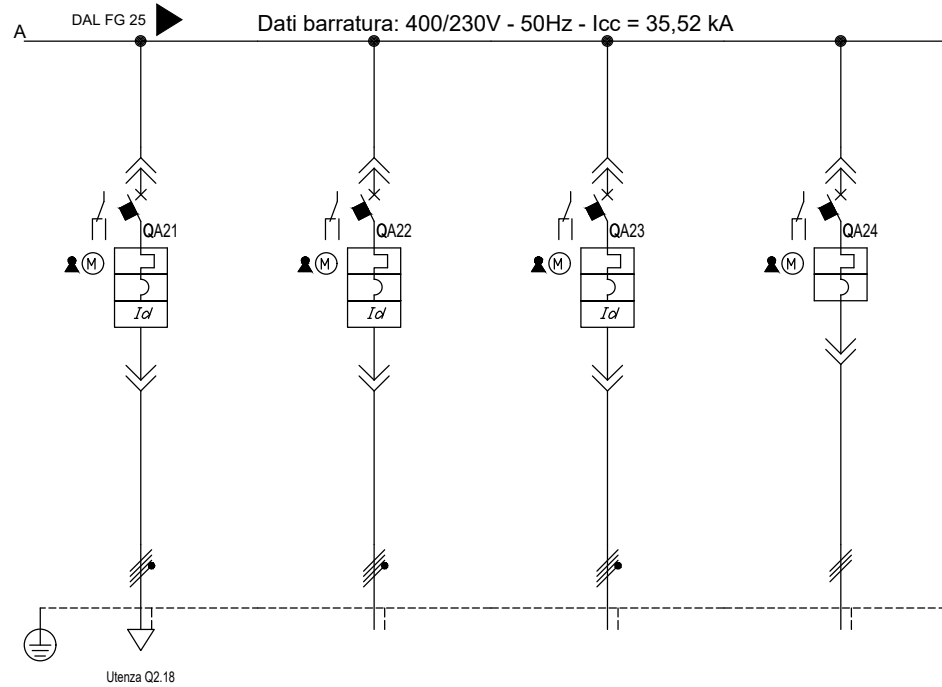 DAL FG 25
Dati barratura: 400/230V - 50Hz - Icc = 35,52 kA
A
QA21
QA22
QA23
QA24
M
M
M
M
Id
Id
Id
Utenza Q2.18